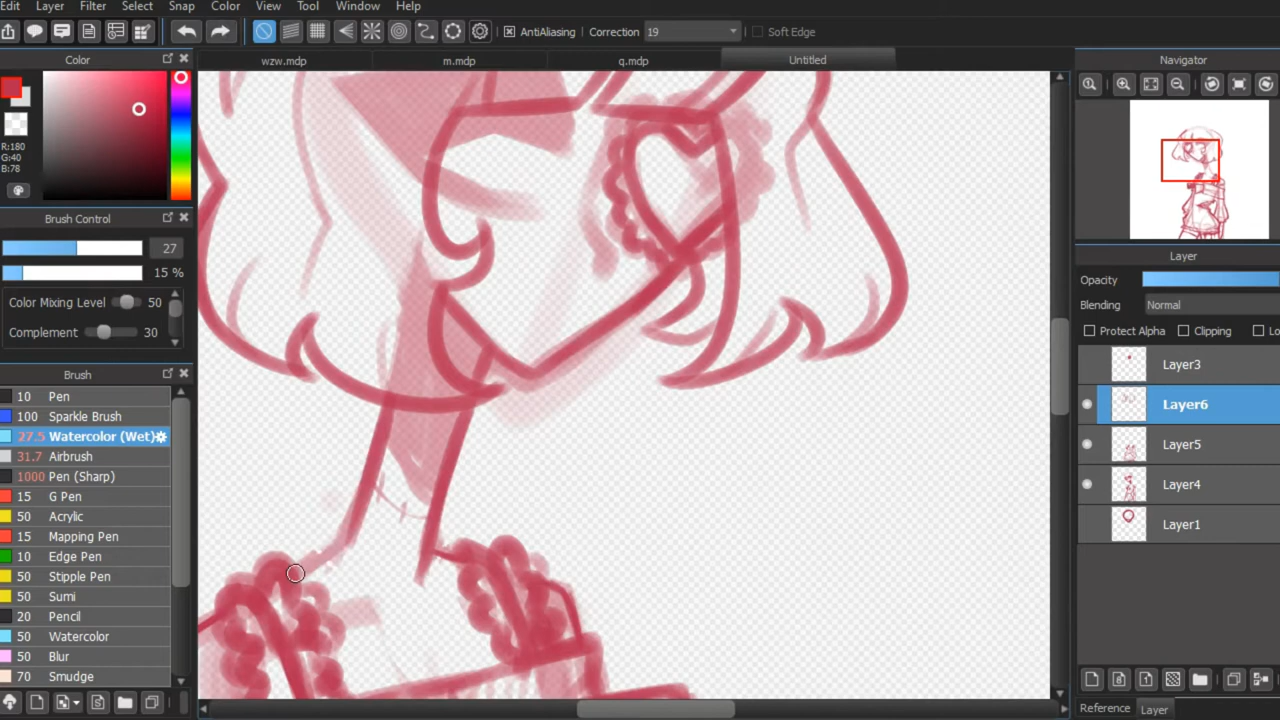 Edit Layer Filter Select Snap Color View Tool Window Help
AntiAliasing Correction 19 Soft Edge
Color
wzw.mdp m.mdp q.mdp Untitled
Navigator
R:180
G:40
B:78
Brush Control
27
15 %
Color Mixing Level 50
Complement 30
Brush
10 Pen
100 Sparkle Brush
27.5 Watercolor (Wet)
31.7 Airbrush
1000 Pen (Sharp)
15 G Pen
50 Acrylic
15 Mapping Pen
10 Edge Pen
50 Stipple Pen
50 Sumi
20 Pencil
50 Watercolor
50 Blur
70 Smudge
Layer
Opacity
Blending Normal
Protect Alpha Clipping Lo
Layer3
Layer6
Layer5
Layer4
Layer1
Reference Layer